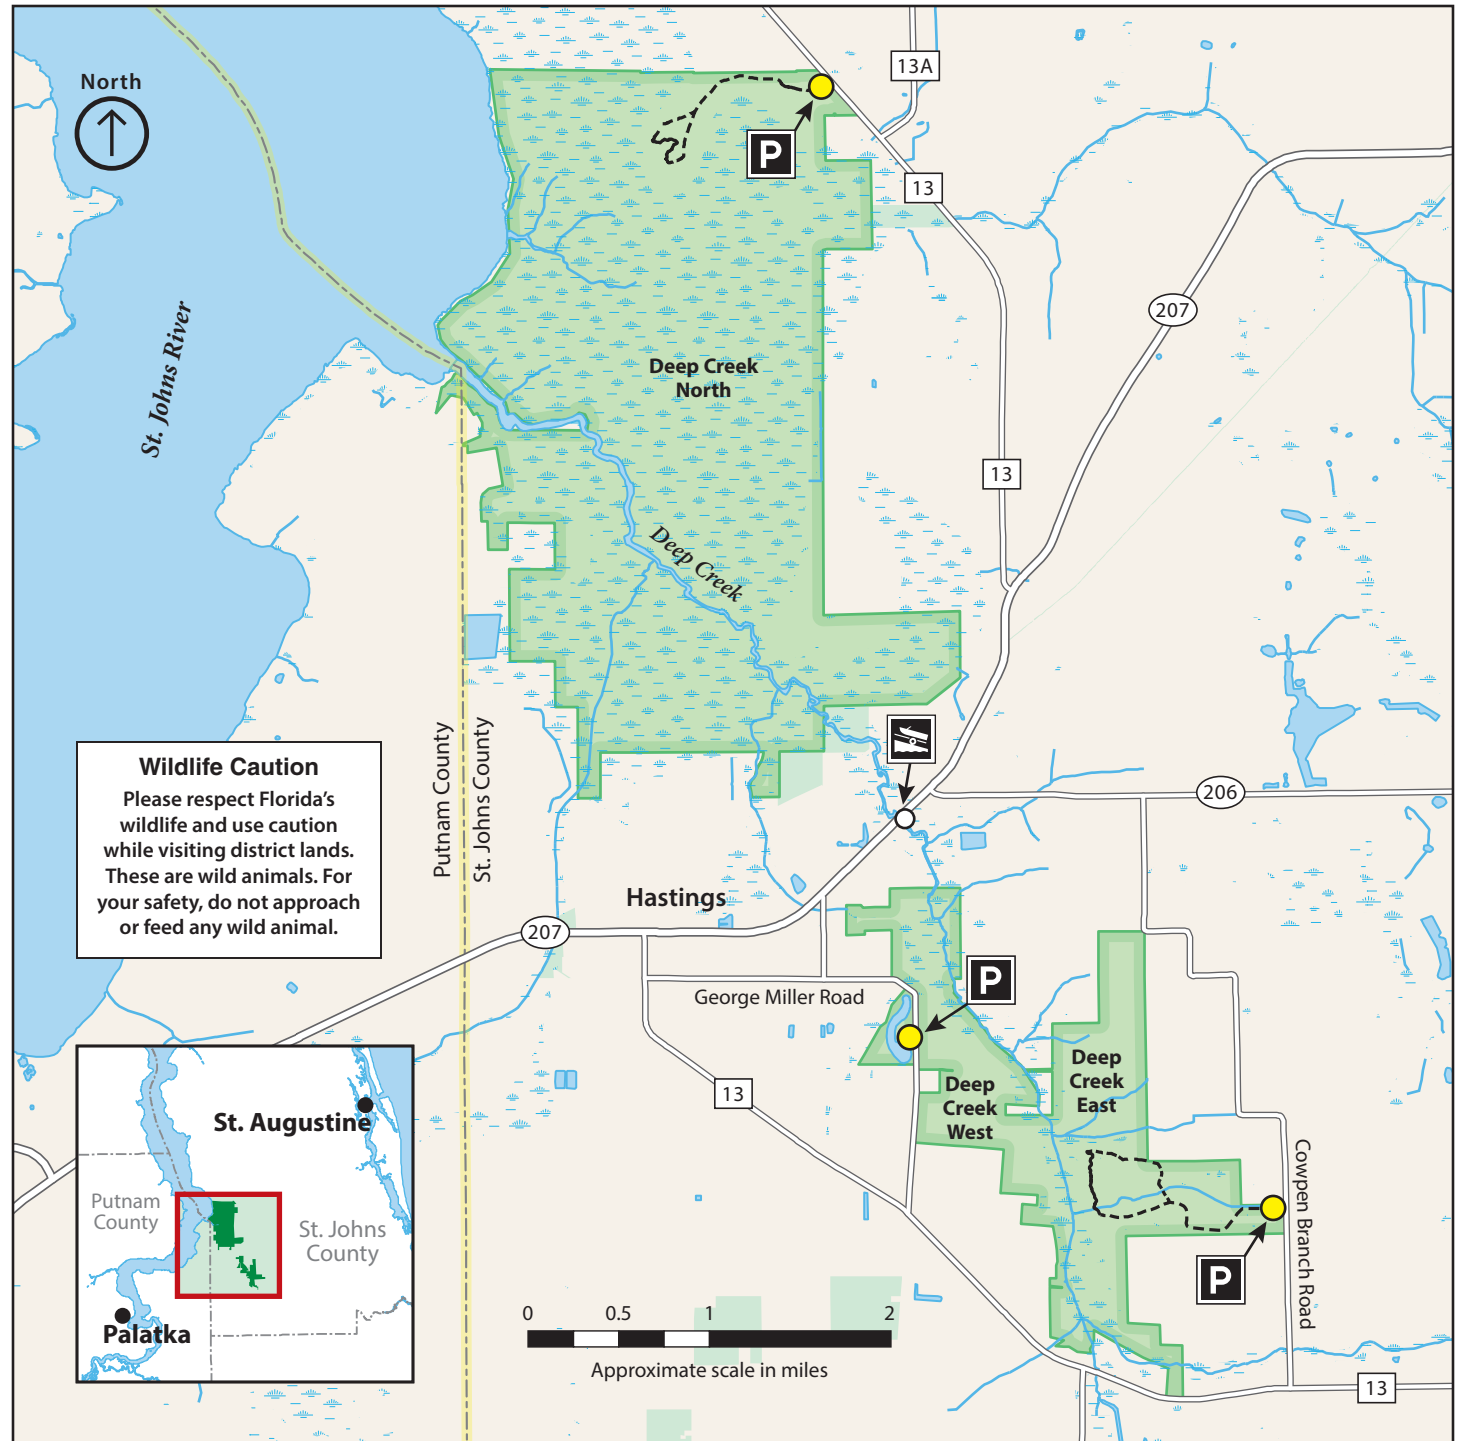 North
13A
P
13
207
St. Johns River
Deep Creek
North
13
Deep Creek
Putnam County
St. Johns County
Wildlife Caution
Please respect Florida’s
wildlife and use caution
while visiting district lands.
These are wild animals. For
your safety, do not approach
or feed any wild animal.
206
Hastings
207
P
George Miller Road
Deep
Creek
East
Deep
Creek
West
13
St. Augustine
Putnam
County
St. Johns
County
Palatka
Cowpen Branch Road
P
0 0.5 1 2
Approximate scale in miles
13